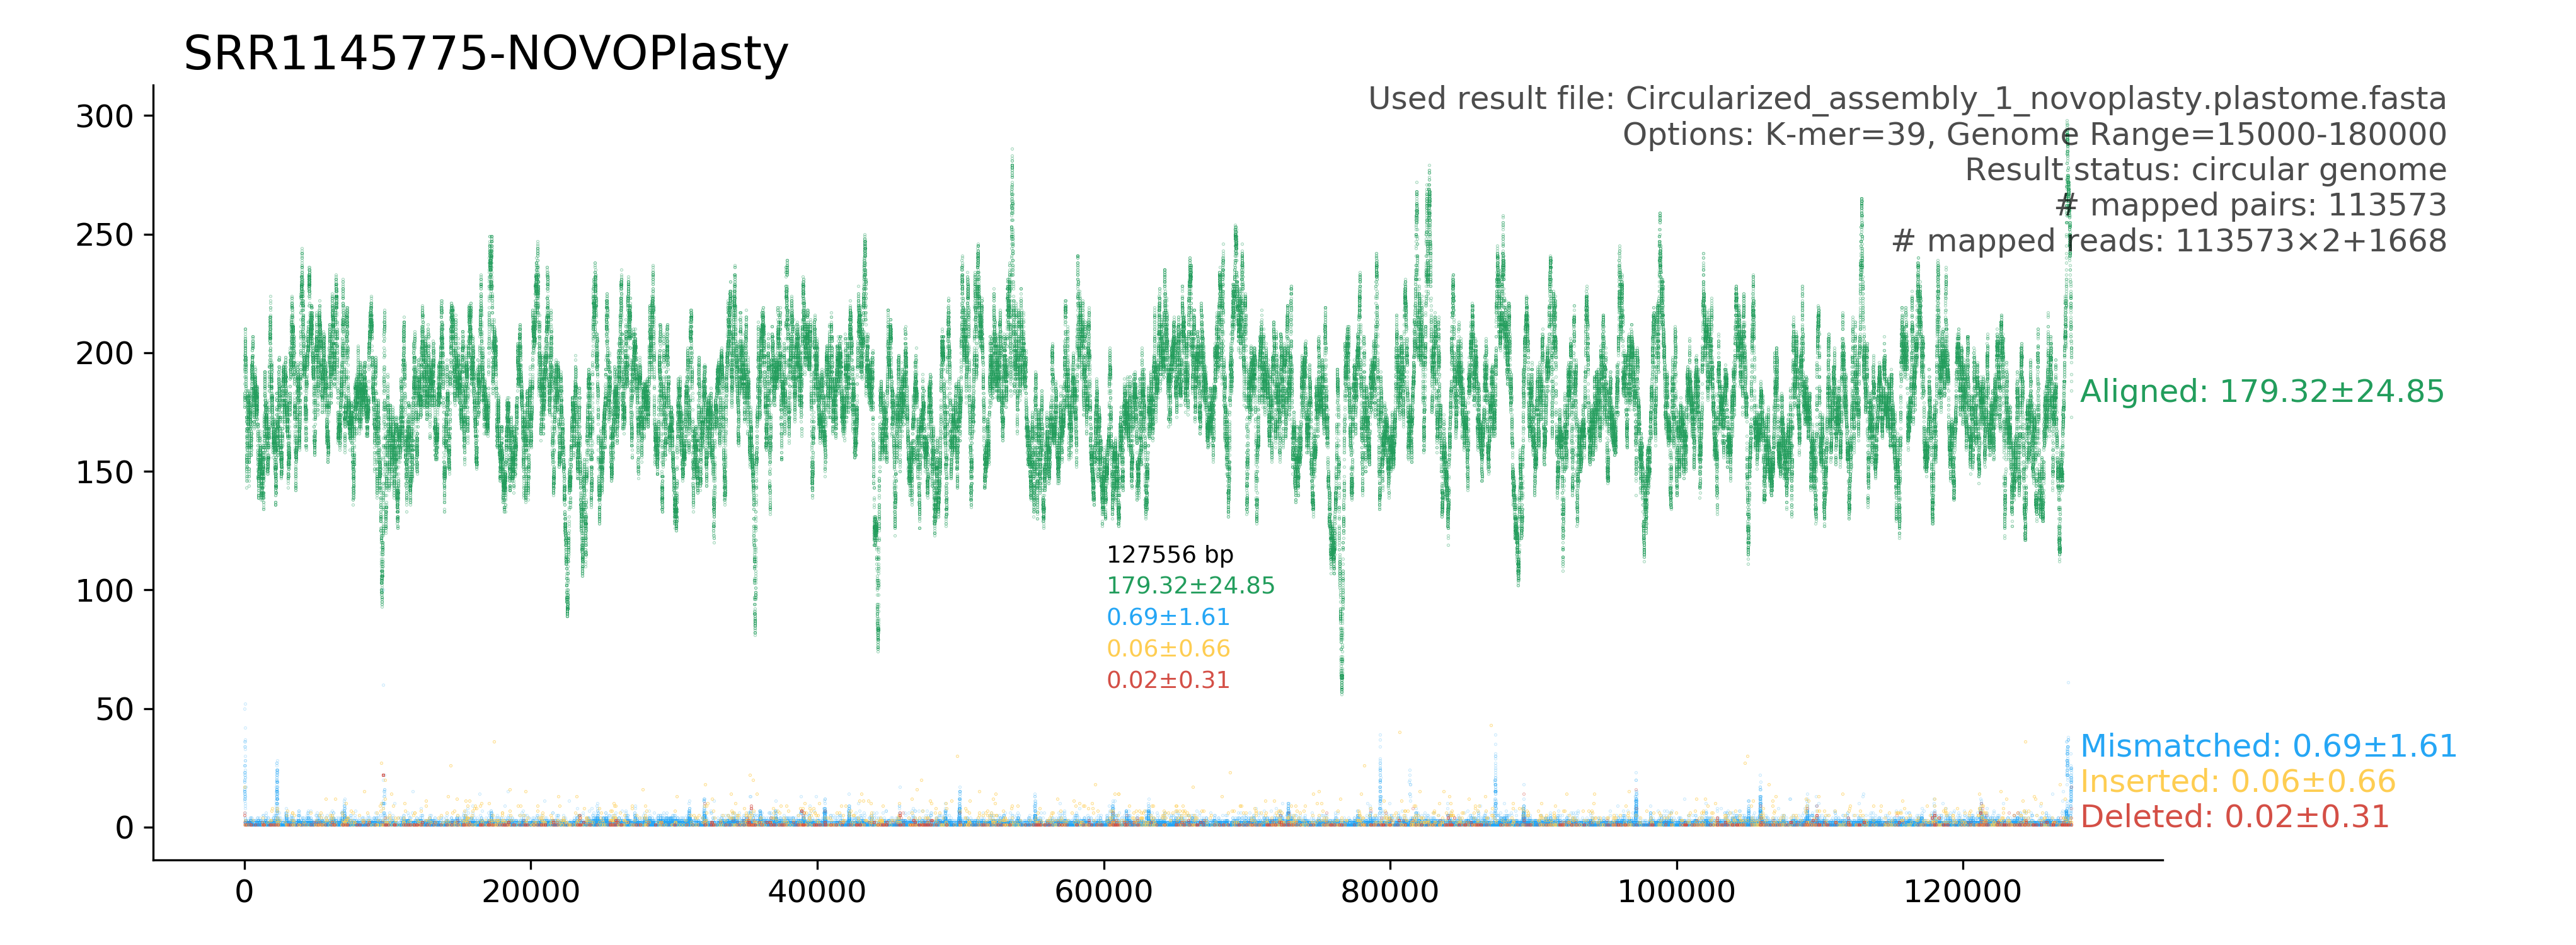 SRR1145775-NOVOPlasty
Used result file: Circularized_assembly_1_novoplasty.plastome.fasta
Options: K-mer=39, Genome Range=15000-180000
Result status: circular genome
# mapped pairs: 113573
# mapped reads: 113573×2+1668
300
250
200
150
100
50
0
Aligned: 179.32±24.85
127556 bp
179.32±24.85
0.69±1.61
0.06±0.66
0.02±0.31
Mismatched: 0.69±1.61
Inserted: 0.06±0.66
Deleted: 0.02±0.31
0 20000 40000 60000 80000 100000 120000